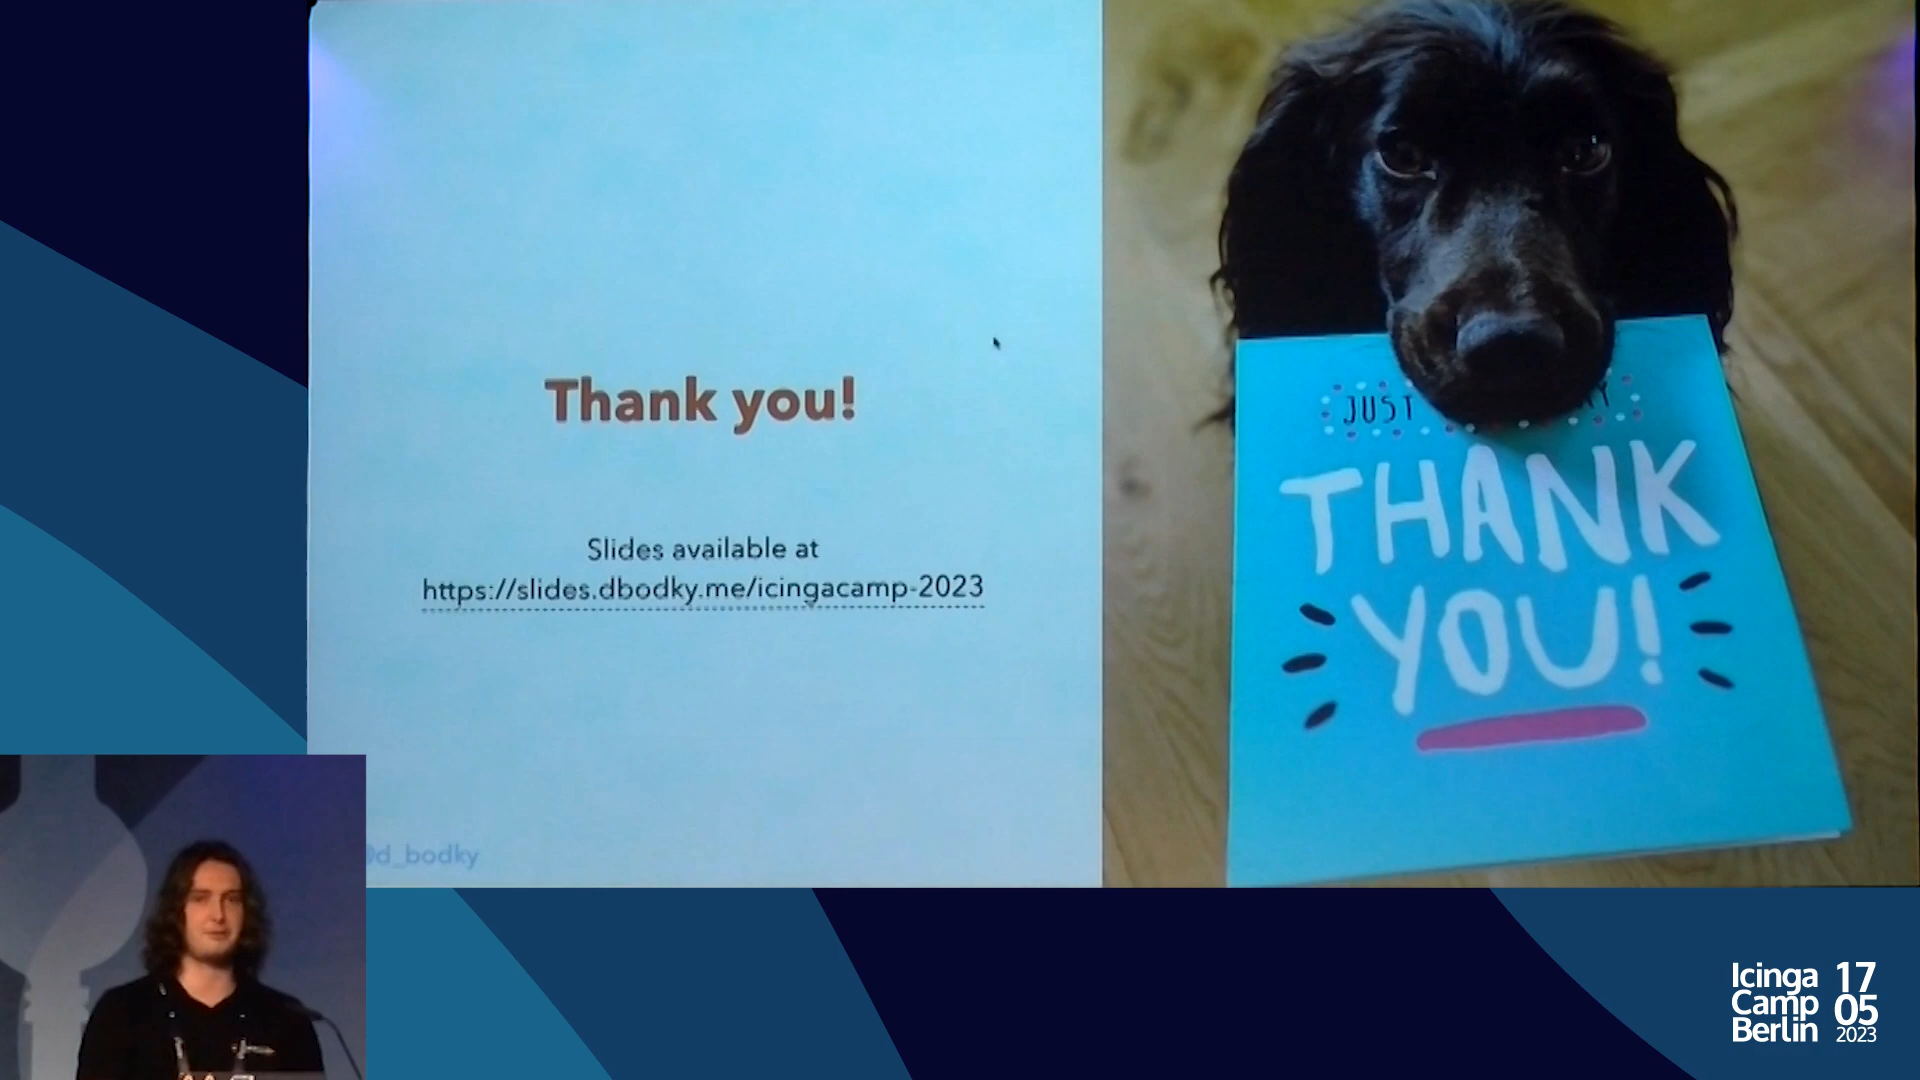 Thank you!
Slides available at
https://slides.dbodky.me/icingacamp-2023
@d_bodky
JUST
THANK
YOU!
Icinga
Camp
Berlin
17
05
2023